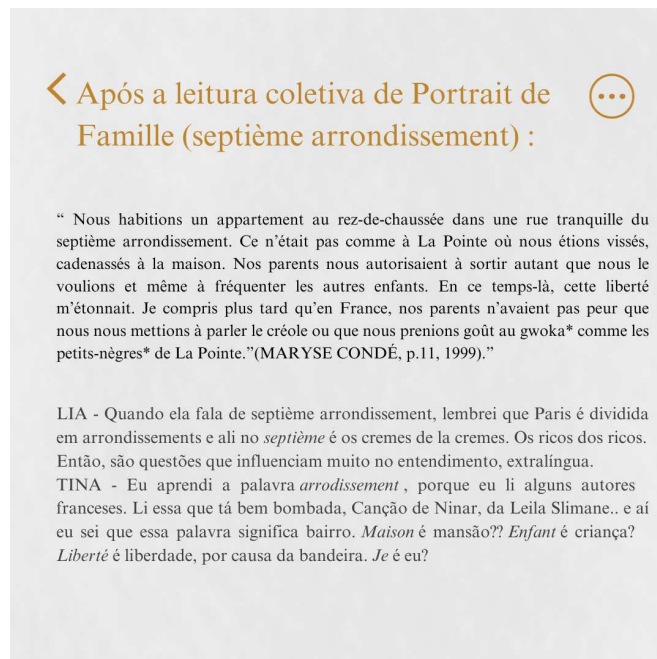 Após a leitura coletiva de Portrait de
Famille (septième arrondissement) :
“ Nous habitions un appartement au rez-de-chaussée dans une rue tranquille du
septième arrondissement. Ce n’était pas comme à La Pointe où nous étions vissés,
cadenassés à la maison. Nos parents nous autorisaient à sortir autant que nous le
voulions et même à fréquenter les autres enfants. En ce temps-là, cette liberté
m’étonnait. Je compris plus tard qu’en France, nos parents n’avaient pas peur que
nous nous mettions à parler le créole ou que nous prenions goût au gwoka* comme les
petits-nègres* de La Pointe.”(MARYSE CONDÉ, p.11, 1999).”
LIA - Quando ela fala de septième arrondissement, lembrei que Paris é dividida
em arrondissements e ali no septième é os cremes de la cremes. Os ricos dos ricos.
Então, são questões que influenciam muito no entendimento, extralíngua.
TINA - Eu aprendi a palavra arrodissement , porque eu li alguns autores
franceses. Li essa que tá bem bombada, Canção de Ninar, da Leila Slimane.. e aí
eu sei que essa palavra significa bairro. Maison é mansão?? Enfant é criança?
Liberté é liberdade, por causa da bandeira. Je é eu?